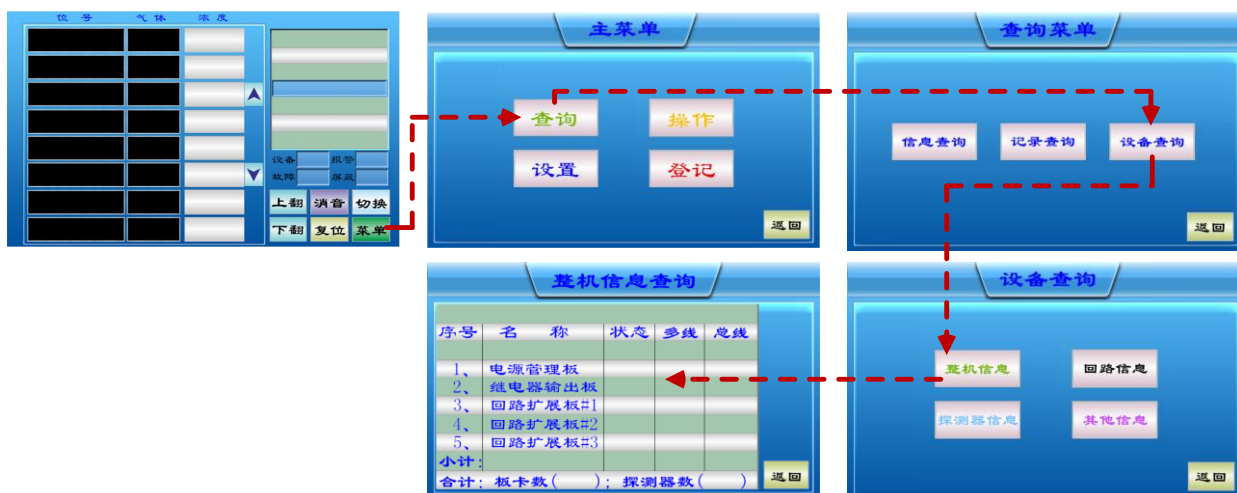 位 号 气 体 浓 度
设备 报警
故障 屏蔽
上翻 消音 切换
下翻 复位 菜单
主菜单
查询 操作
设置 登记
返回
查询菜单
信息查询 记录查询 设备查询
返回
设备查询
整机信息 回路信息
探测器信息 其他信息
返回
整机信息查询
序号 名 称 状态 多线 总线
1、 电源管理板
2、 继电器输出板
3、 回路扩展板#1
4、 回路扩展板#2
5、 回路扩展板#3
小计:
合计: 板卡数( ); 探测器数( )
返回